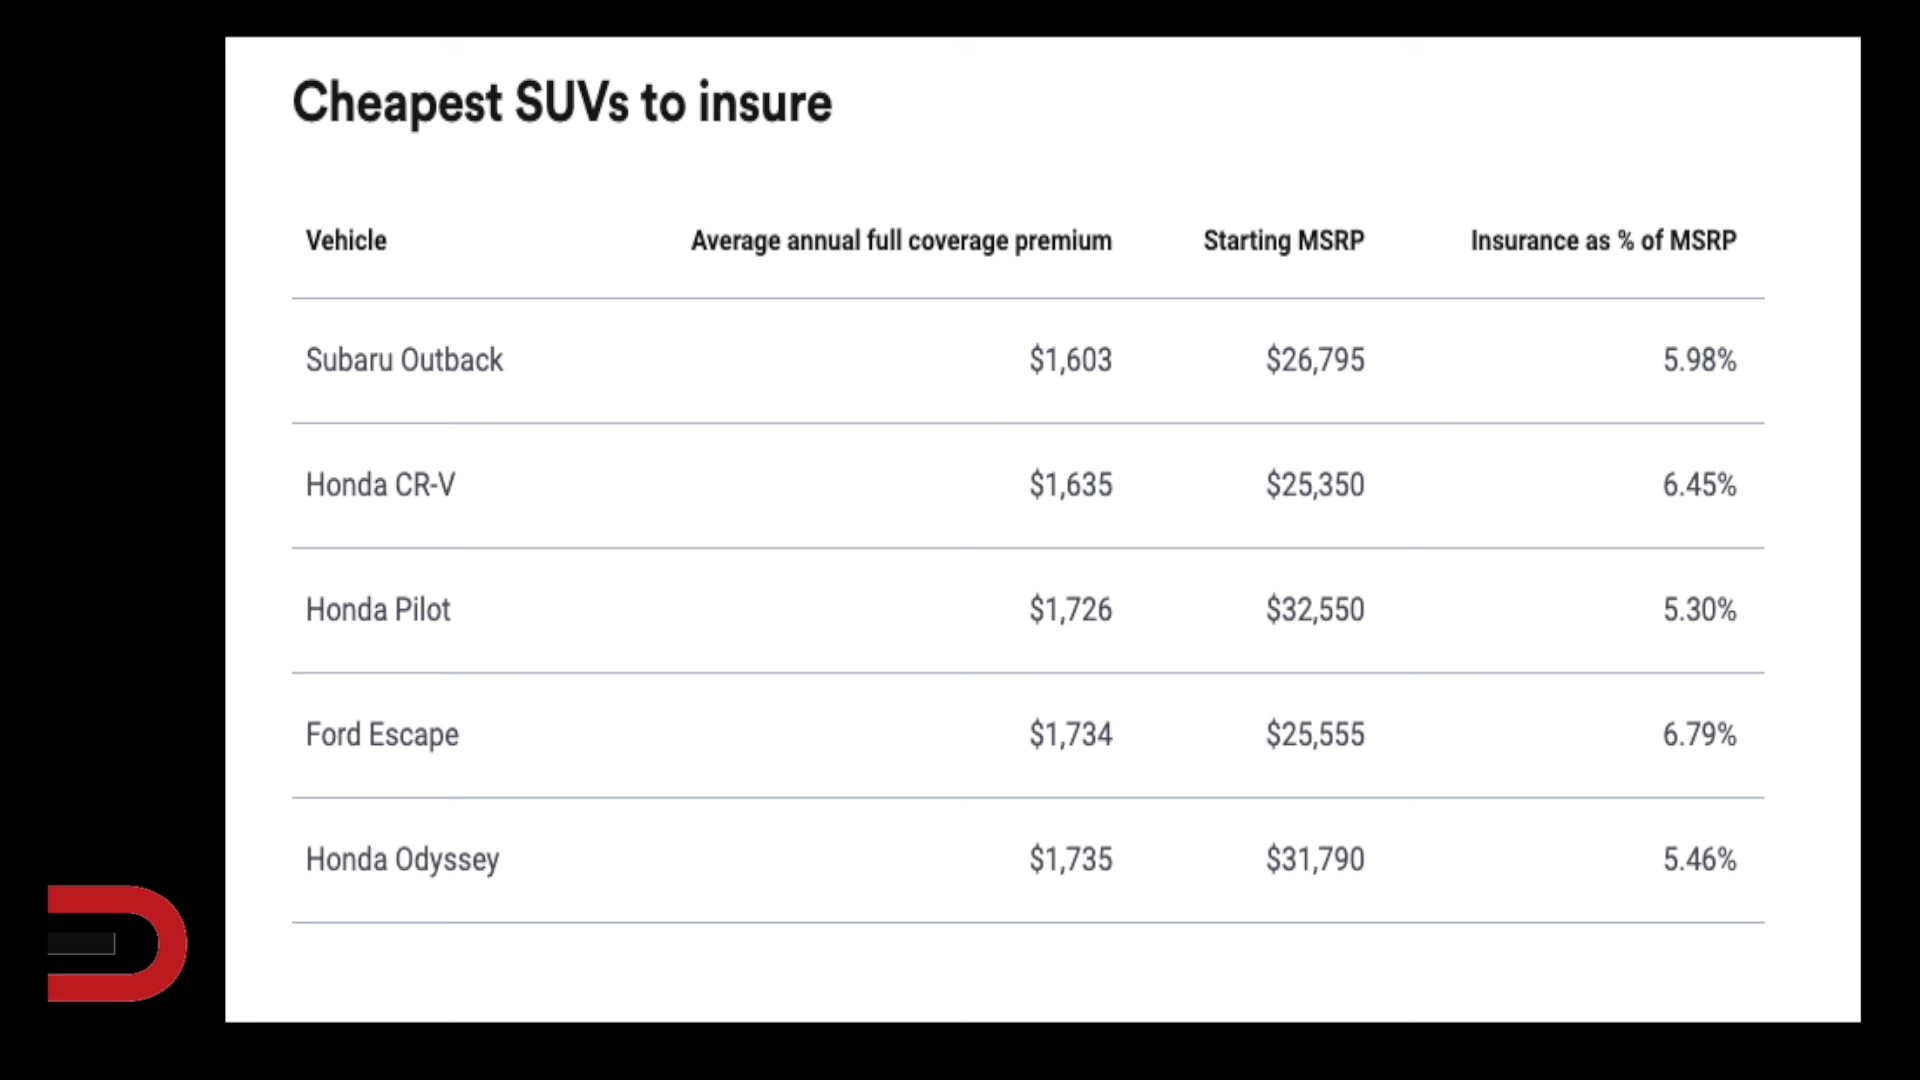 Cheapest SUVs to insure
Vehicle Average annual full coverage premium Starting MSRP Insurance as % of MSRP
Subaru Outback $1,603 $26,795 5.98%
Honda CR-V $1,635 $25,350 6.45%
Honda Pilot $1,726 $32,550 5.30%
Ford Escape $1,734 $25,555 6.79%
Honda Odyssey $1,735 $31,790 5.46%